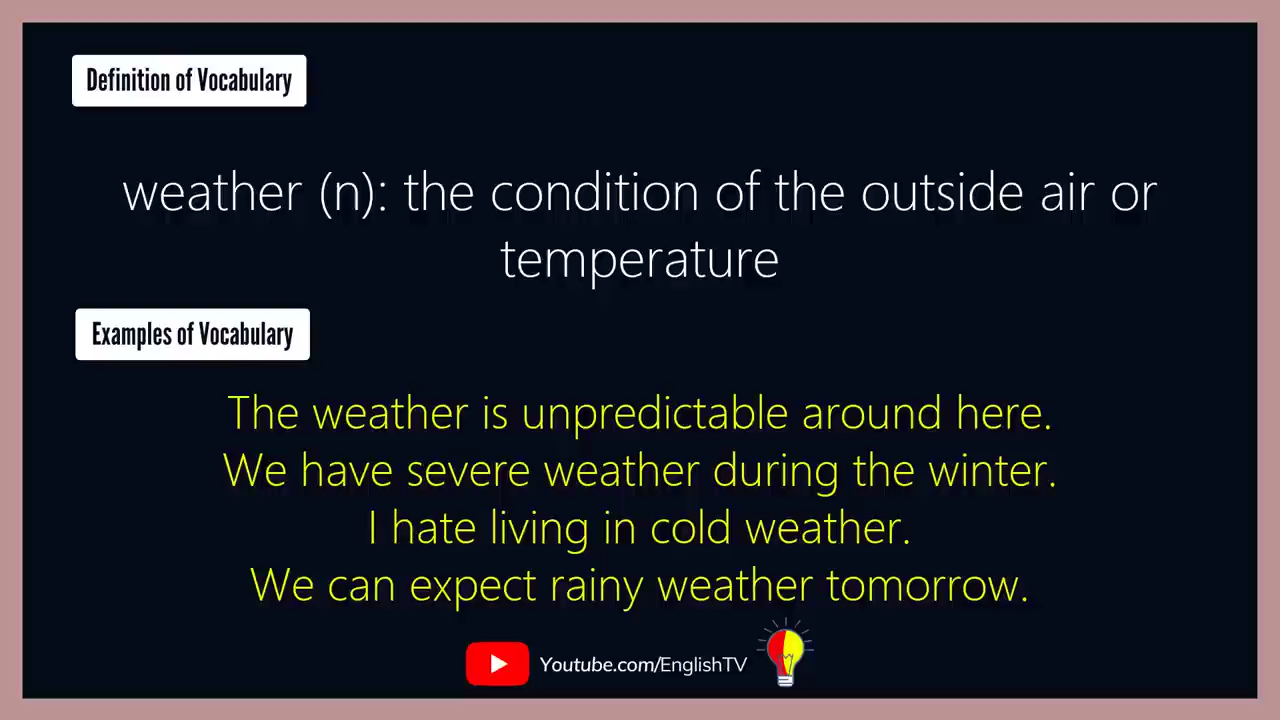 Definition of Vocabulary
weather (n): the condition of the outside air or
temperature
Examples of Vocabulary
The weather is unpredictable around here.
We have severe weather during the winter.
I hate living in cold weather.
We can expect rainy weather tomorrow.
Youtube.com/EnglishTV